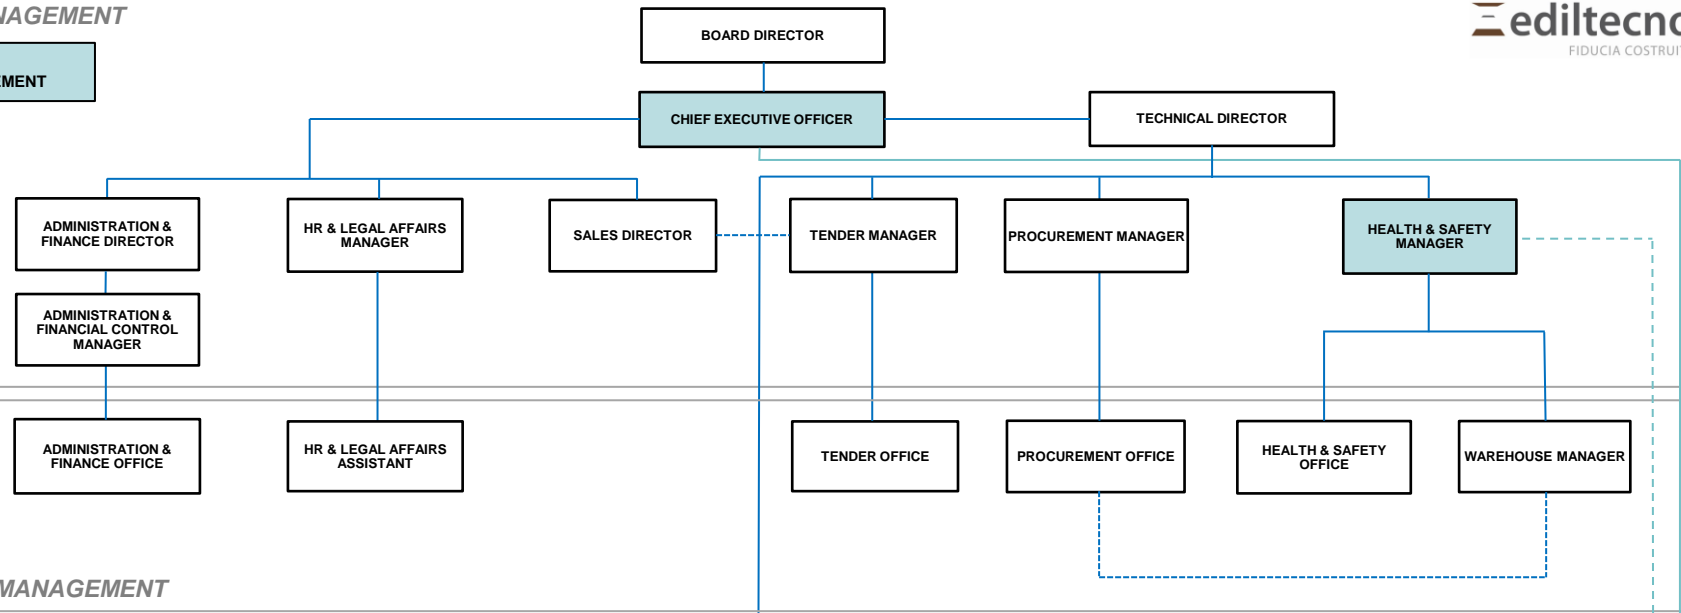 NAGEMENT
EMENT
ediltecno
FIDUCIA COSTRUI
BOARD DIRECTOR
CHIEF EXECUTIVE OFFICER
TECHNICAL DIRECTOR
ADMINISTRATION &
FINANCE DIRECTOR
HR & LEGAL AFFAIRS
MANAGER
SALES DIRECTOR
TENDER MANAGER
PROCUREMENT MANAGER
HEALTH & SAFETY
MANAGER
ADMINISTRATION &
FINANCIAL CONTROL
MANAGER
ADMINISTRATION &
FINANCE OFFICE
HR & LEGAL AFFAIRS
ASSISTANT
TENDER OFFICE
PROCUREMENT OFFICE
HEALTH & SAFETY
OFFICE
WAREHOUSE MANAGER
MANAGEMENT